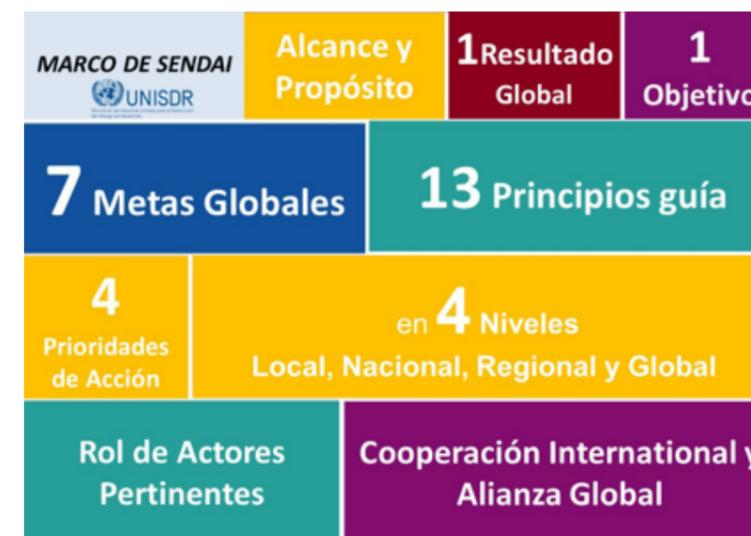 MARCO DE SENDAI
UNISDR
Alcance y
Propósito
1 Resultado
Global
1
Objetivo
7 Metas Globales
13 Principios guía
4
Prioridades
de Acción
en 4 Niveles
Local, Nacional, Regional y Global
Rol de Actores
Pertinentes
Cooperación International y
Alianza Global